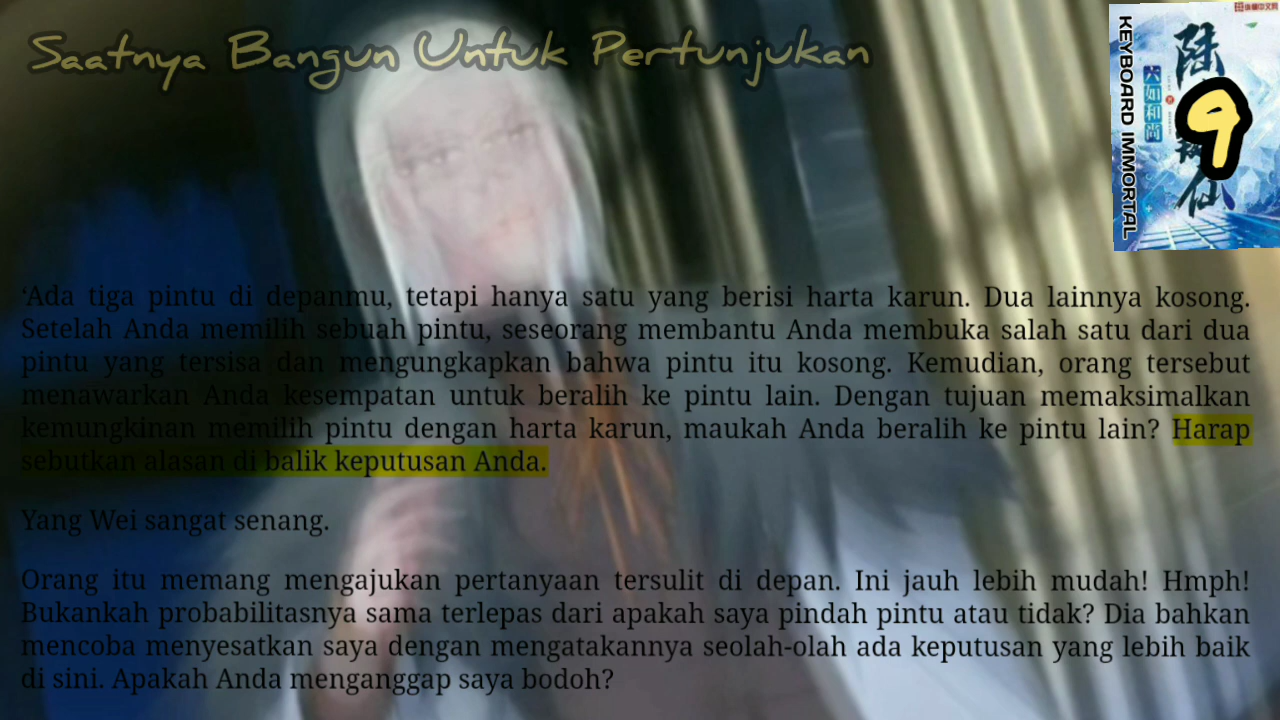 Saatnya Bangun Untuk Pertunjukan
KEYBOARD IMMORTAL
陆
六如和尚
仙
9
‘Ada tiga pintu di depanmu, tetapi hanya satu yang berisi harta karun. Dua lainnya kosong.
Setelah Anda memilih sebuah pintu, seseorang membantu Anda membuka salah satu dari dua
pintu yang tersisa dan mengungkapkan bahwa pintu itu kosong. Kemudian, orang tersebut
menawarkan Anda kesempatan untuk beralih ke pintu lain. Dengan tujuan memaksimalkan
kemungkinan memilih pintu dengan harta karun, maukah Anda beralih ke pintu lain? Harap
sebutkan alasan di balik keputusan Anda.
Yang Wei sangat senang.
Orang itu memang mengajukan pertanyaan tersulit di depan. Ini jauh lebih mudah! Hmph!
Bukankah probabilitasnya sama terlepas dari apakah saya pindah pintu atau tidak? Dia bahkan
mencoba menyesatkan saya dengan mengatakannya seolah-olah ada keputusan yang lebih baik
di sini. Apakah Anda menganggap saya bodoh?